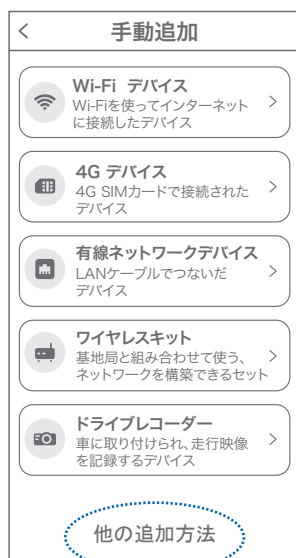 手動追加
Wi-Fi デバイス
Wi-Fiを使ってインターネット
に接続したデバイス
4G デバイス
4G SIMカードで接続された
デバイス
有線ネットワークデバイス
LANケーブルでつないだ
デバイス
ワイヤレスキット
基地局と組み合わせて使う、
ネットワークを構築できるセット
ドライブレコーダー
車に取り付けられ、走行映像
を記録するデバイス
他の追加方法